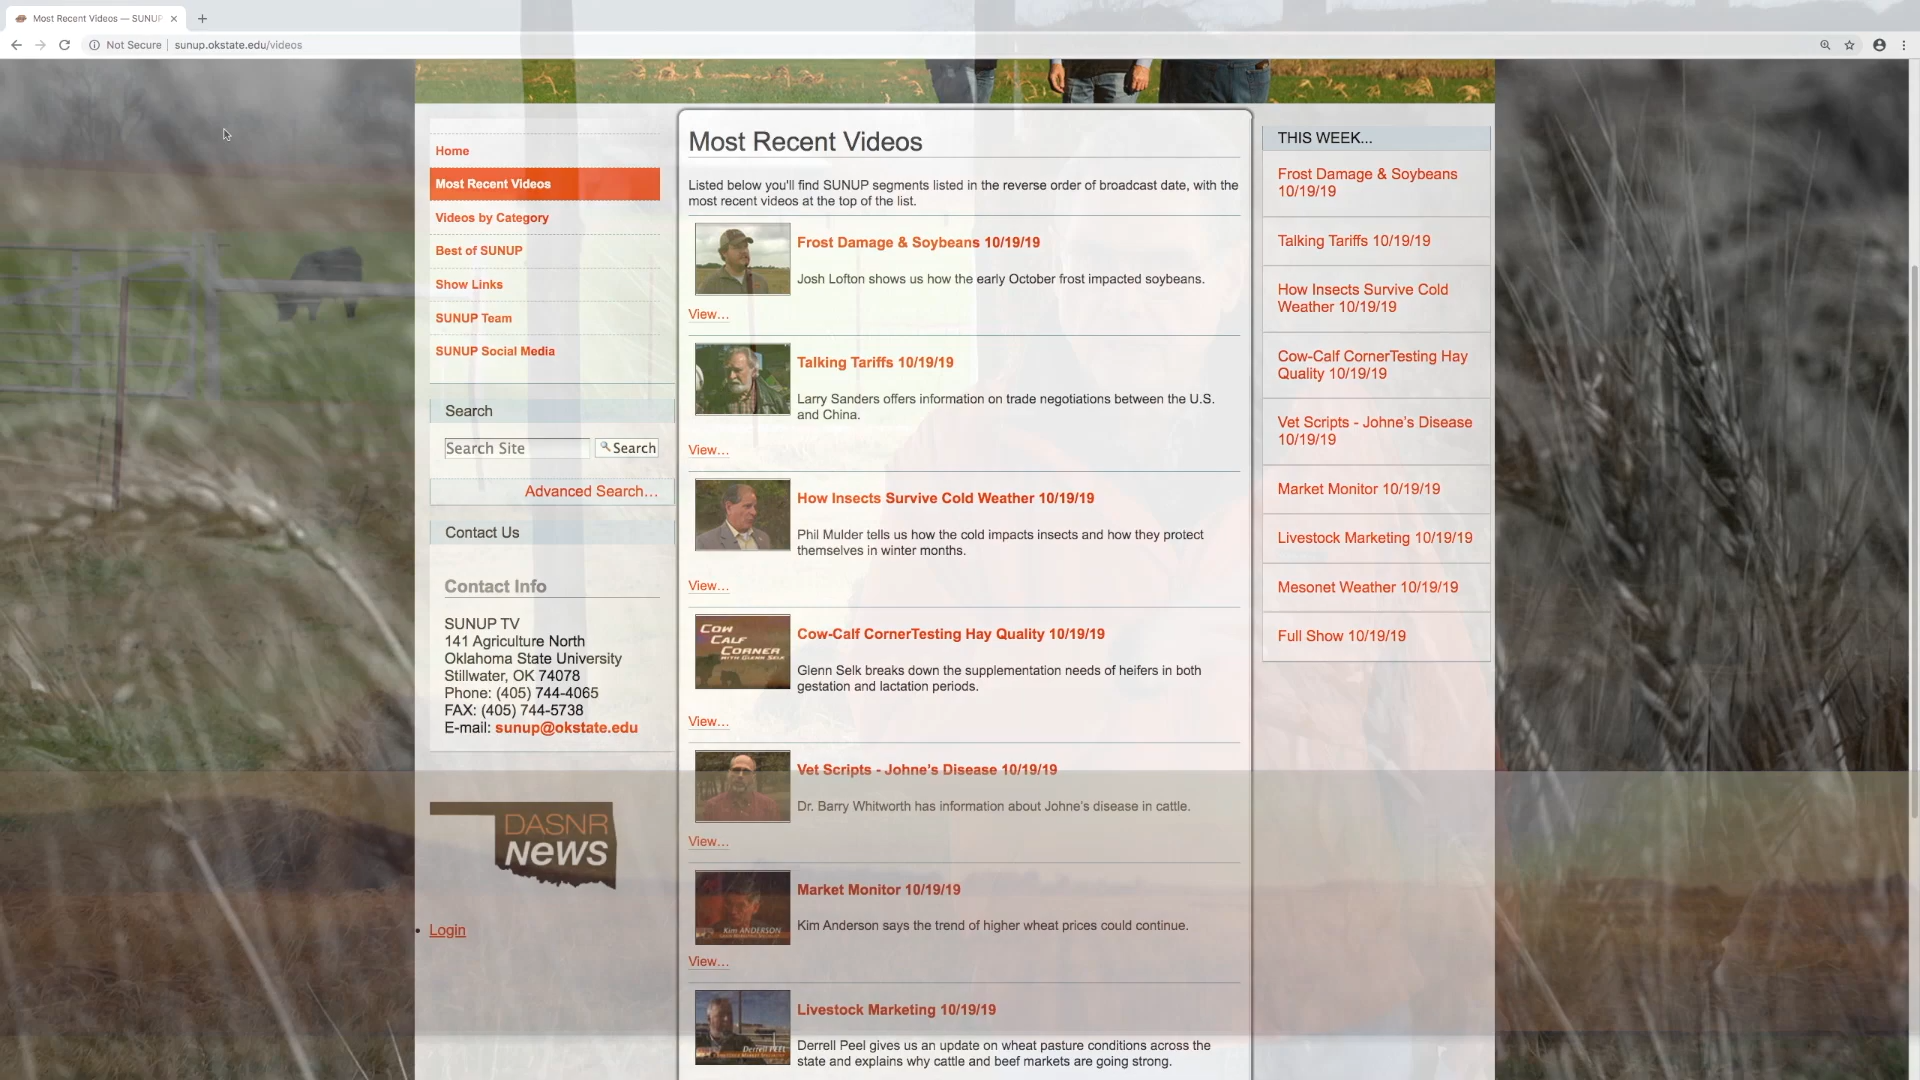 Most Recent Videos — SUNUP
Not Secure
sunup.okstate.edu/videos
Home
Most Recent Videos
Videos by Category
Best of SUNUP
Show Links
SUNUP Team
SUNUP Social Media
Search
Search Site
Search
Advanced Search…
Contact Us
Contact Info
SUNUP TV
141 Agriculture North
Oklahoma State University
Stillwater, OK 74078
Phone: (405) 744-4065
FAX: (405) 744-5738
E-mail: sunup@okstate.edu
DASNR
News
Login
Most Recent Videos
Listed below you'll find SUNUP segments listed in the reverse order of broadcast date, with the
most recent videos at the top of the list.
Frost Damage & Soybeans 10/19/19
Josh Lofton shows us how the early October frost impacted soybeans.
View…
Talking Tariffs 10/19/19
Larry Sanders offers information on trade negotiations between the U.S.
and China.
View…
How Insects Survive Cold Weather 10/19/19
Phil Mulder tells us how the cold impacts insects and how they protect
themselves in winter months.
View…
Cow
Calf
Corner
with Glenn Selk
Cow-Calf CornerTesting Hay Quality 10/19/19
Glenn Selk breaks down the supplementation needs of heifers in both
gestation and lactation periods.
View…
Vet Scripts - Johne's Disease 10/19/19
Dr. Barry Whitworth has information about Johne's disease in cattle.
View…
Kim ANDERSON
Market Monitor 10/19/19
Kim Anderson says the trend of higher wheat prices could continue.
View…
Derrell PEEL
Livestock Marketing 10/19/19
Derrell Peel gives us an update on wheat pasture conditions across the
state and explains why cattle and beef markets are going strong.
THIS WEEK...
Frost Damage & Soybeans
10/19/19
Talking Tariffs 10/19/19
How Insects Survive Cold
Weather 10/19/19
Cow-Calf CornerTesting Hay
Quality 10/19/19
Vet Scripts - Johne's Disease
10/19/19
Market Monitor 10/19/19
Livestock Marketing 10/19/19
Mesonet Weather 10/19/19
Full Show 10/19/19